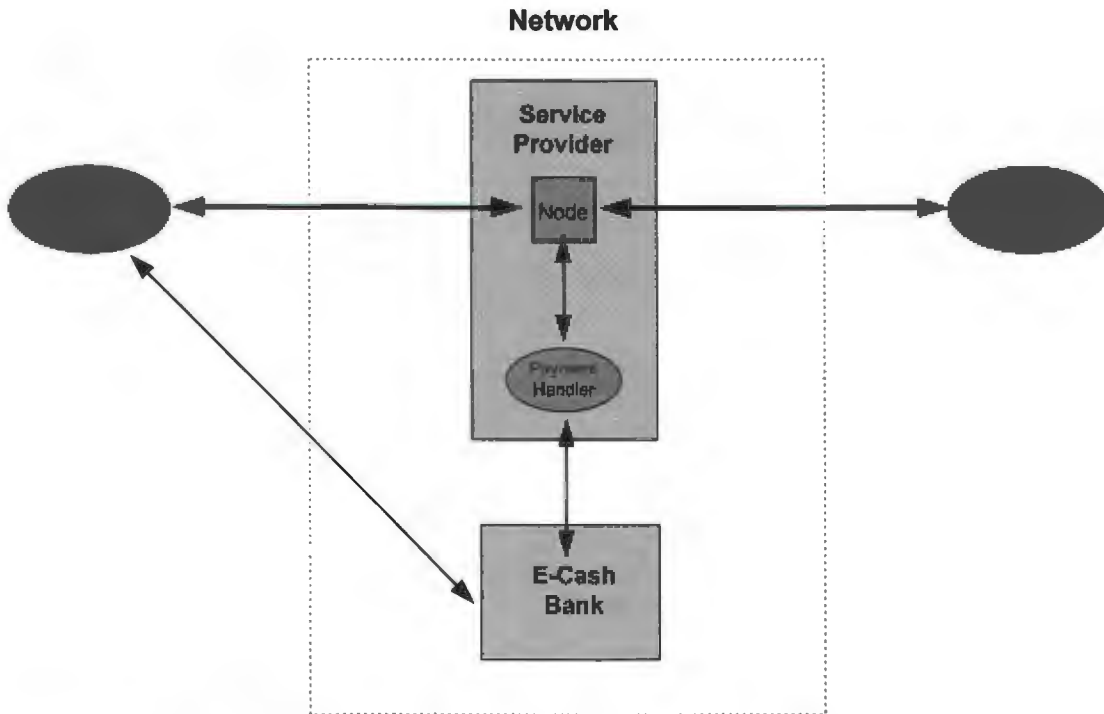 Network
Service
Provider
Node
Payment
Handler
E-Cash
Bank